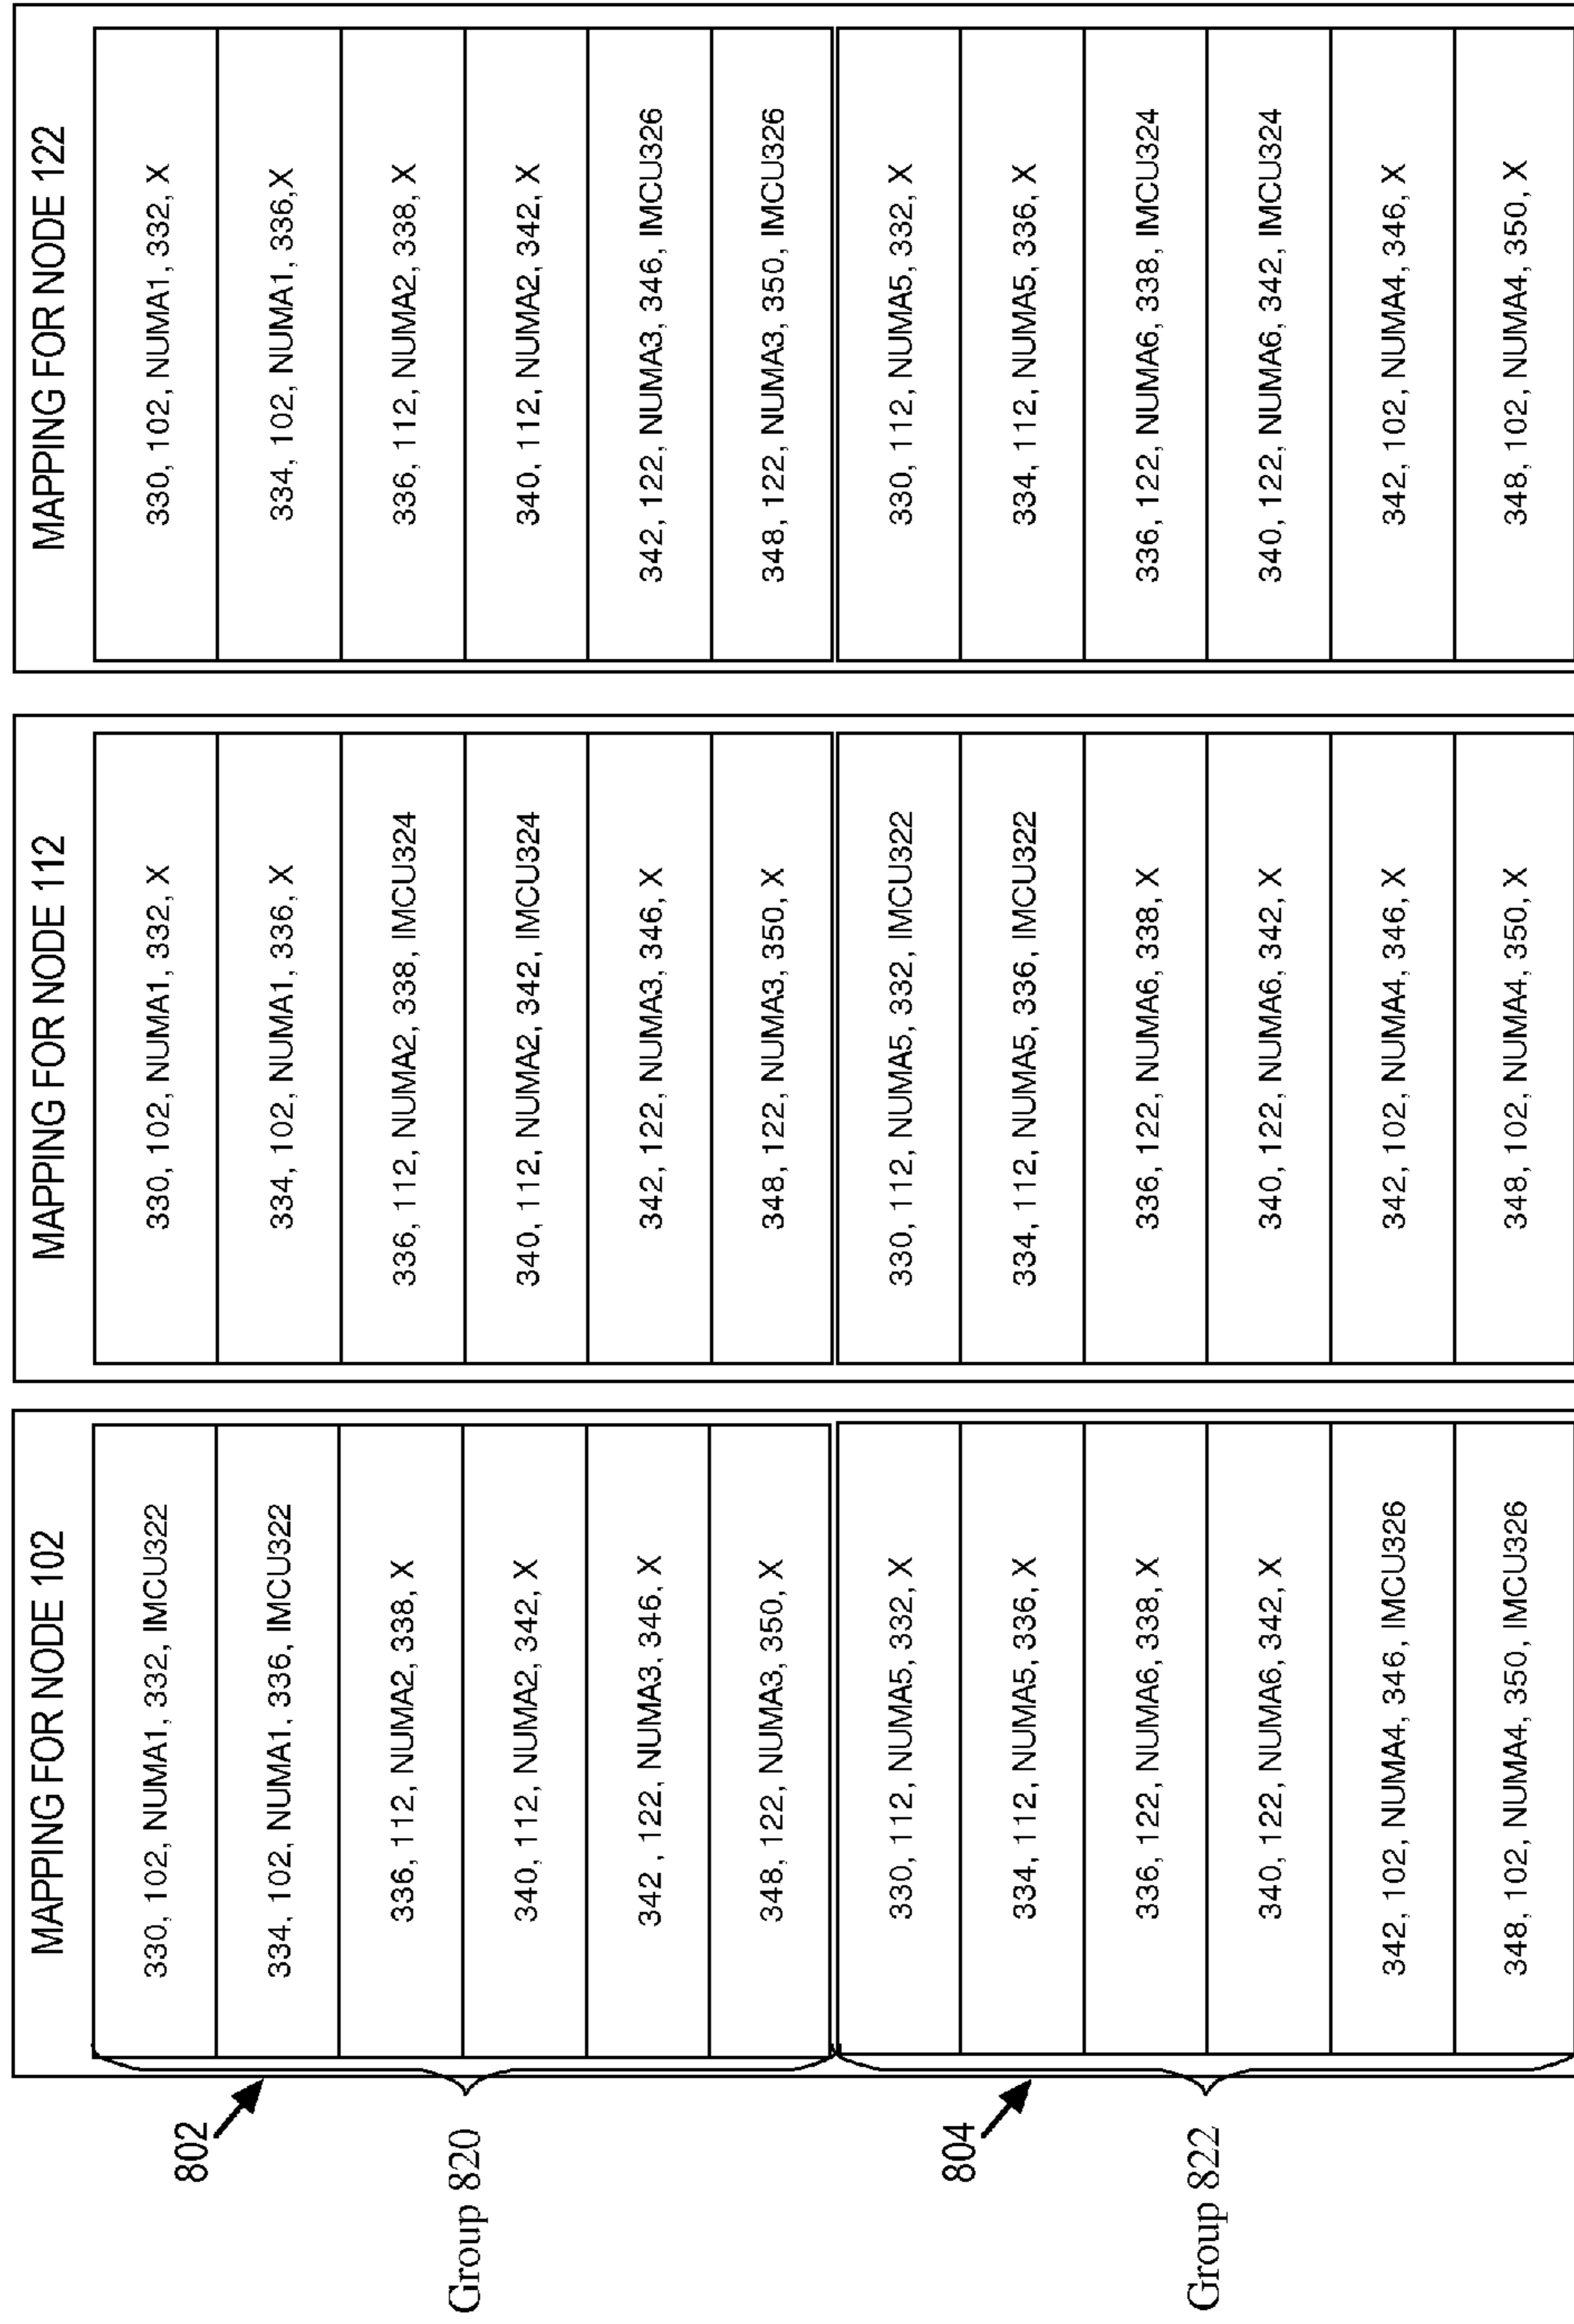 802
Group 820
804
Group 822
MAPPING FOR NODE 102
330, 102, NUMA1, 332, IMCU322
334, 102, NUMA1, 336, IMCU322
336, 112, NUMA2, 338, X
340, 112, NUMA2, 342, X
342 , 122, NUMA3, 346, X
348, 122, NUMA3, 350, X
330, 112, NUMA5, 332, X
334, 112, NUMA5, 336, X
336, 122, NUMA6, 338, X
340, 122, NUMA6, 342, X
342, 102, NUMA4, 346, IMCU326
348, 102, NUMA4, 350, IMCU326
MAPPING FOR NODE 112
330, 102, NUMA1, 332, X
334, 102, NUMA1, 336, X
336, 112, NUMA2, 338, IMCU324
340, 112, NUMA2, 342, IMCU324
342, 122, NUMA3, 346, X
348, 122, NUMA3, 350, X
330, 112, NUMA5, 332, IMCU322
334, 112, NUMA5, 336, IMCU322
336, 122, NUMA6, 338, X
340, 122, NUMA6, 342, X
342, 102, NUMA4, 346, X
348, 102, NUMA4, 350, X
MAPPING FOR NODE 122
330, 102, NUMA1, 332, X
334, 102, NUMA1, 336,X
336, 112, NUMA2, 338, X
340, 112, NUMA2, 342, X
342, 122, NUMA3, 346, IMCU326
348, 122, NUMA3, 350, IMCU326
330, 112, NUMA5, 332, X
334, 112, NUMA5, 336, X
336, 122, NUMA6, 338, IMCU324
340, 122, NUMA6, 342, IMCU324
342, 102, NUMA4, 346, X
348, 102, NUMA4, 350, X